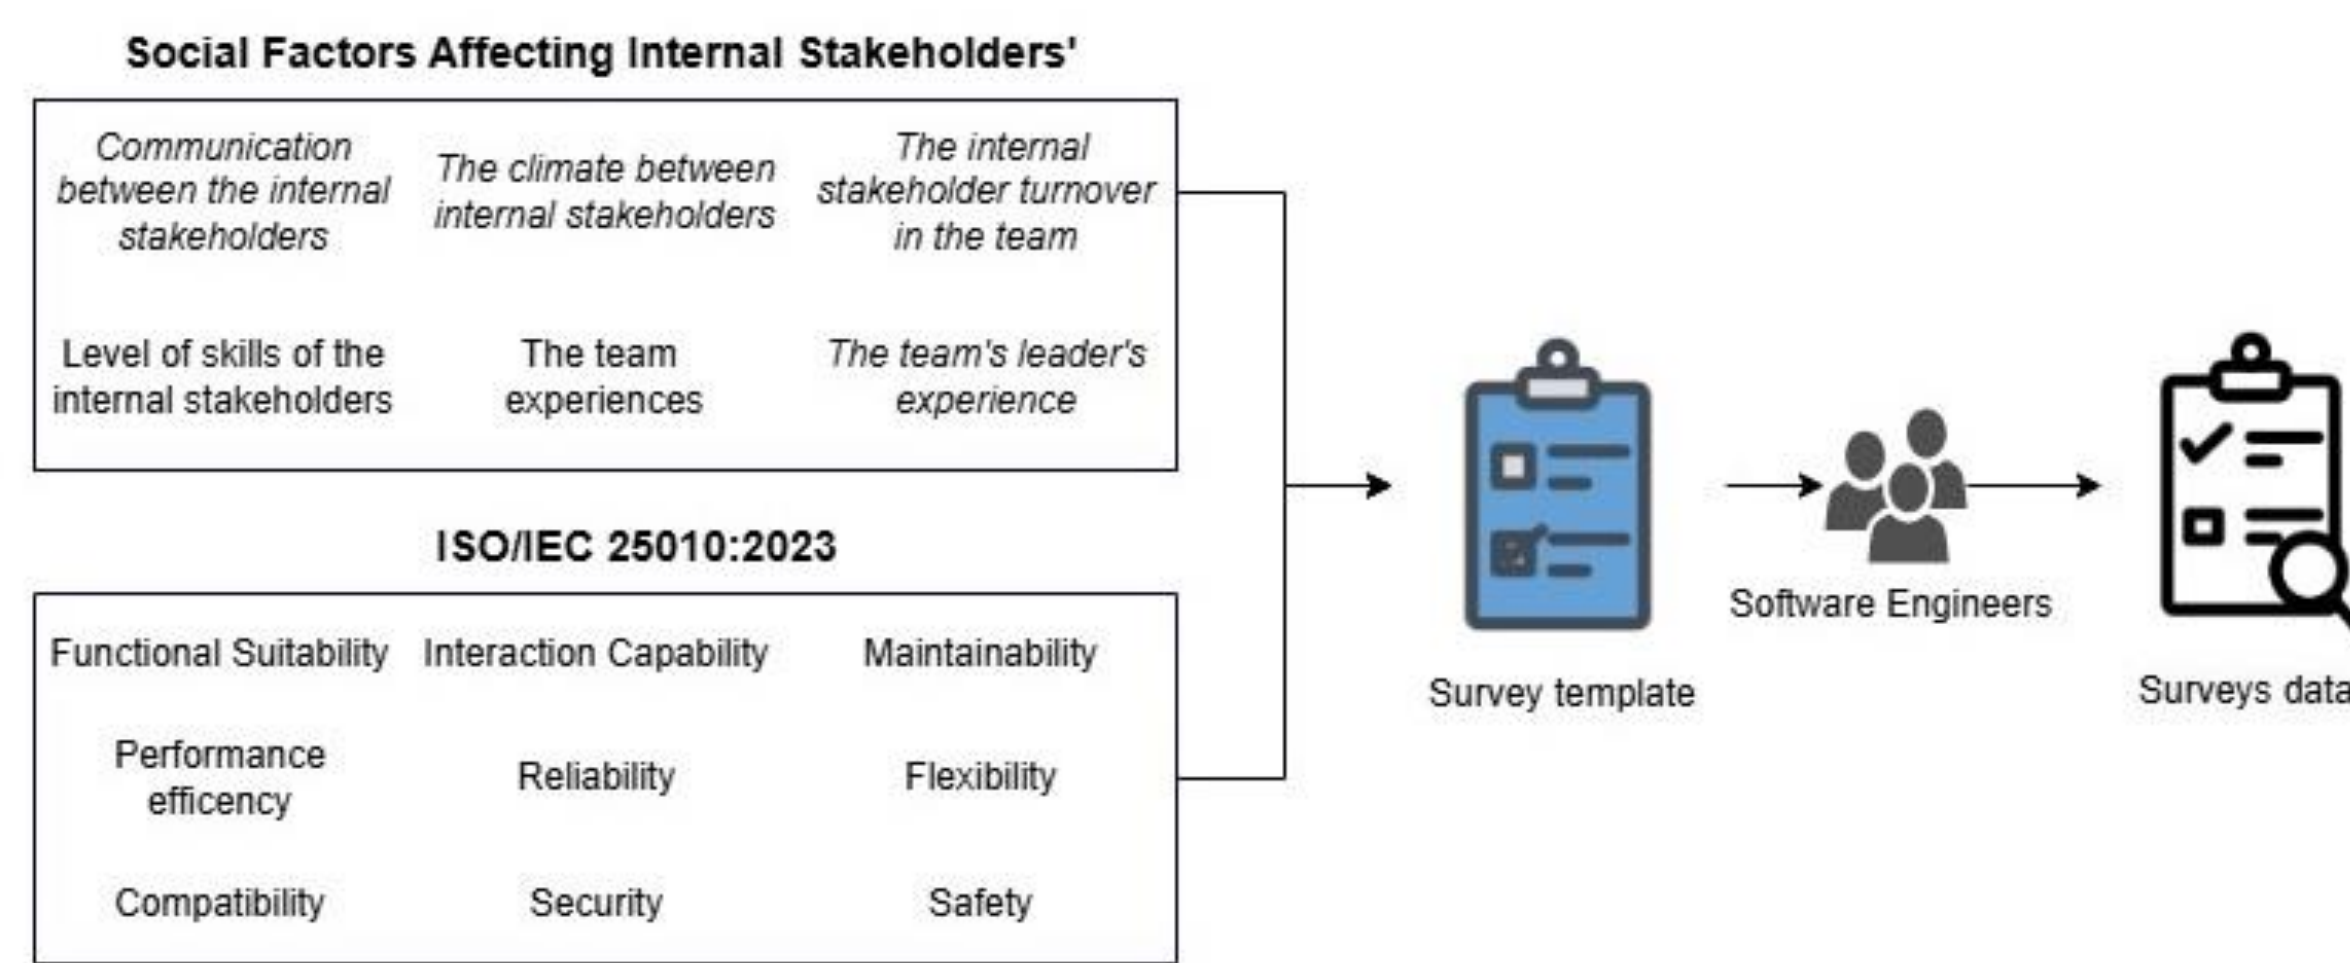 Social Factors Affecting Internal Stakeholders'
Communication
between the internal
stakeholders
The climate between
internal stakeholders
The internal
stakeholder turnover
in the team
Level of skills of the
internal stakeholders
The team
experiences
The team's leader's
experience
ISO/IEC 25010:2023
Functional Suitability
Interaction Capability
Maintainability
Performance
efficency
Reliability
Flexibility
Compatibility
Security
Safety
Survey template
Software Engineers
Surveys data